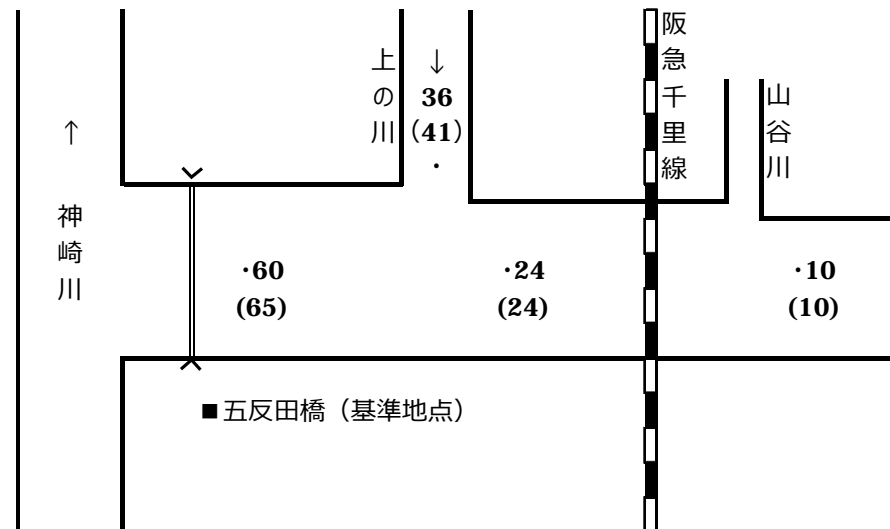 阪急千里線
上の川
↓
36
（41）
・
山谷川
↑
神崎川
・60
(65)
・24
(24)
・10
(10)
■五反田橋（基準地点）